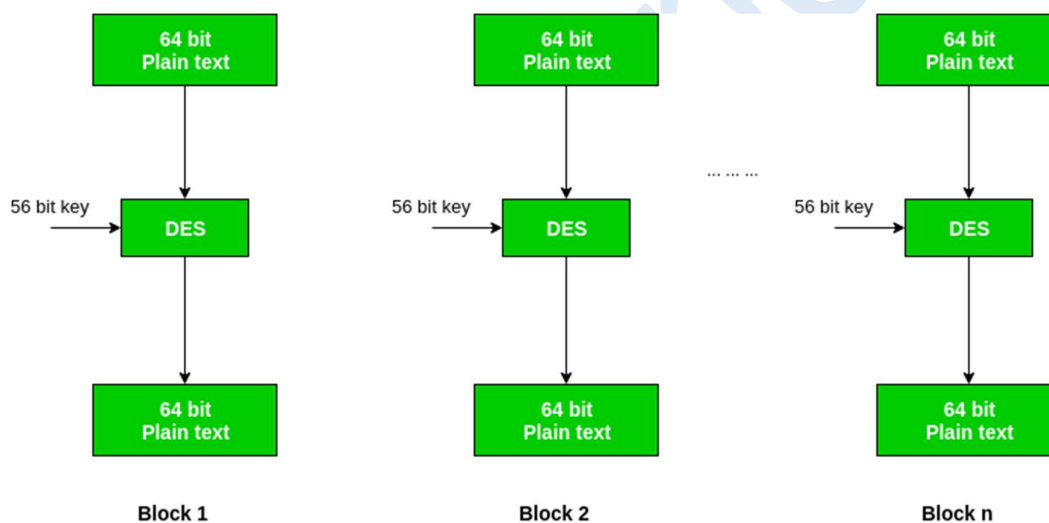 64 bit
Plain text
64 bit
Plain text
64 bit
Plain text
... ... ...
56 bit key
DES
56 bit key
DES
56 bit key
DES
64 bit
Plain text
64 bit
Plain text
64 bit
Plain text
Block 1
Block 2
Block n